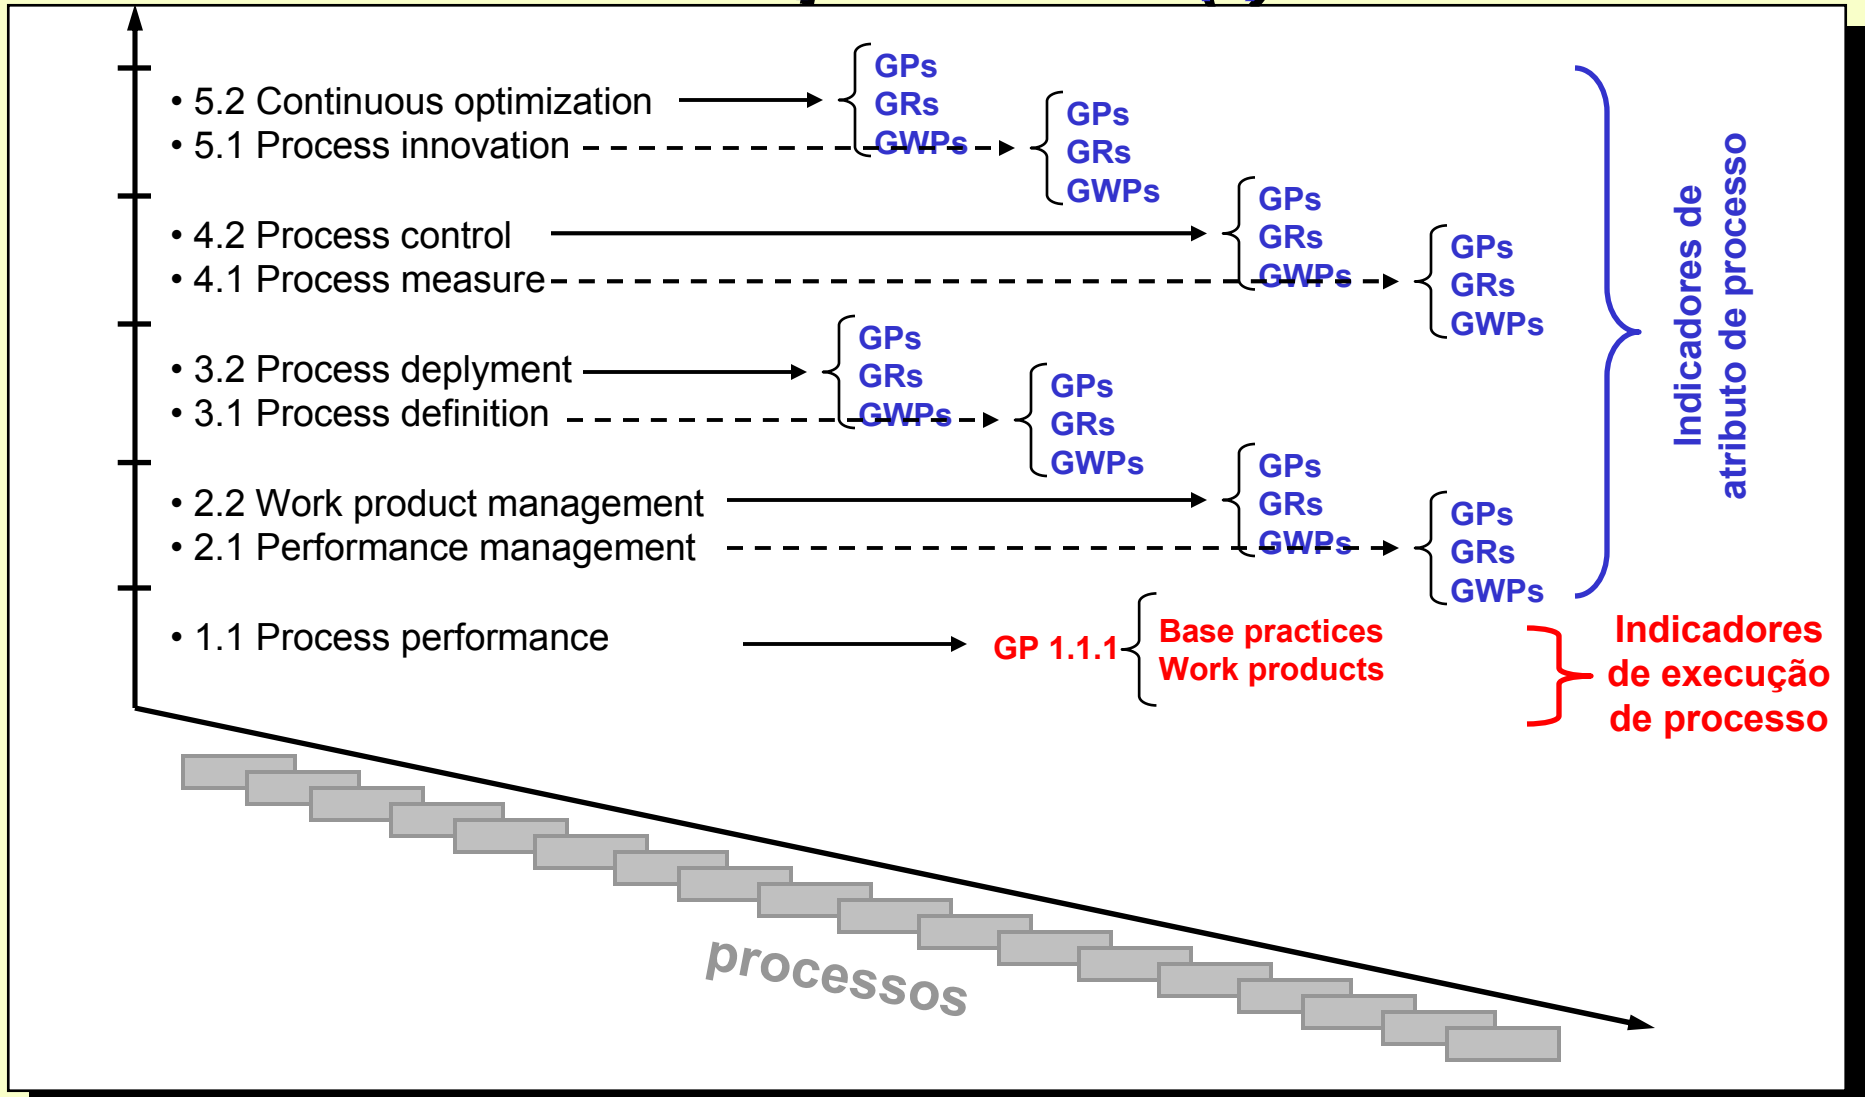 • 5.2 Continuous optimization
GPs
GRs
GWPs
• 5.1 Process innovation
GPs
GRs
GWPs
• 4.2 Process control
GPs
GRs
GWPs
• 4.1 Process measure
GPs
GRs
GWPs
• 3.2 Process deplyment
GPs
GRs
GWPs
• 3.1 Process definition
GPs
GRs
GWPs
• 2.2 Work product management
GPs
GRs
GWPs
• 2.1 Performance management
GPs
GRs
GWPs
• 1.1 Process performance
GP 1.1.1
Base practices
Work products
Indicadores de
atributo de processo
Indicadores
de execução
de processo
processos